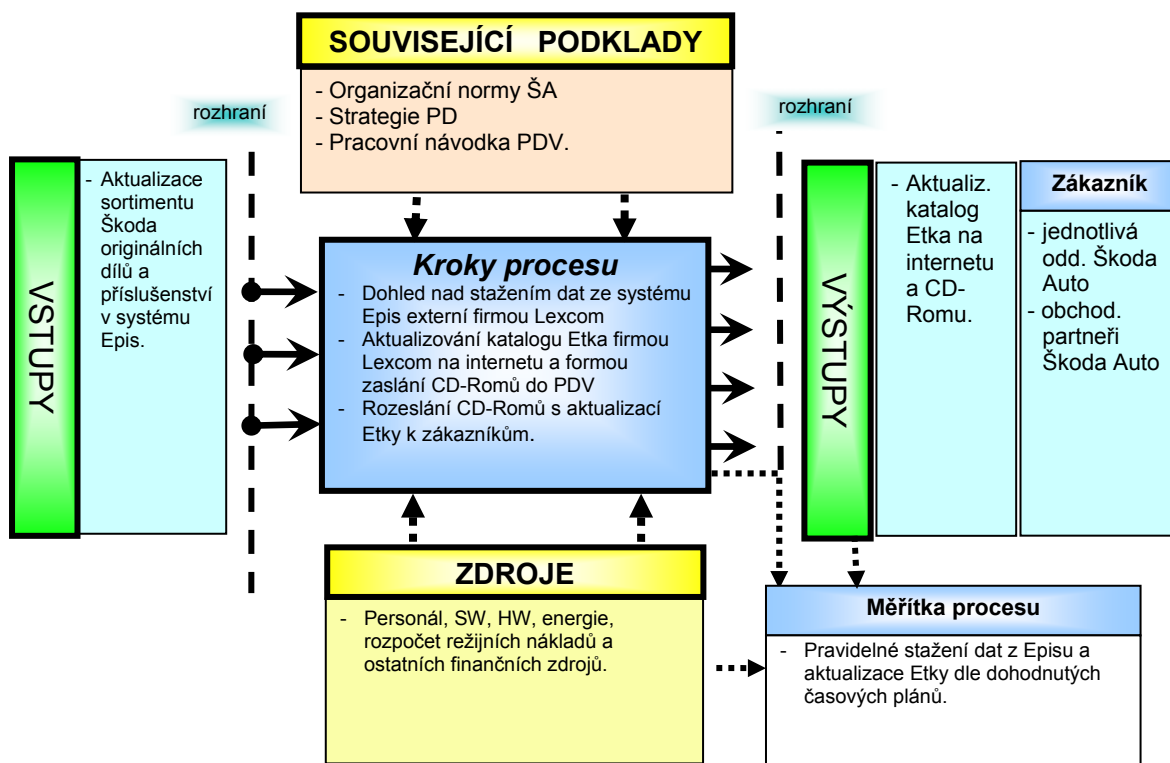 SOUVISEJÍCÍ PODKLADY
- Organizační normy ŠA
- Strategie PD
- Pracovní návodka PDV.
rozhraní
rozhraní
VSTUPY
- Aktualizace
sortimentu
Škoda
originálních
dílů a
příslušenství
v systému
Epis.
Kroky procesu
- Dohled nad stažením dat ze systému
Epis externí firmou Lexcom
- Aktualizování katalogu Etka firmou
Lexcom na internetu a formou
zaslání CD-Romů do PDV
- Rozeslání CD-Romů s aktualizací
Etky k zákazníkům.
VÝSTUPY
- Aktualiz.
katalog
Etka na
internetu
a CD-
Romu.
Zákazník
- jednotlivá
odd. Škoda
Auto
- obchod.
partneři
Škoda Auto
ZDROJE
- Personál, SW, HW, energie,
rozpočet režijních nákladů a
ostatních finančních zdrojů.
Měřítka procesu
- Pravidelné stažení dat z Episu a
aktualizace Etky dle dohodnutých
časových plánů.